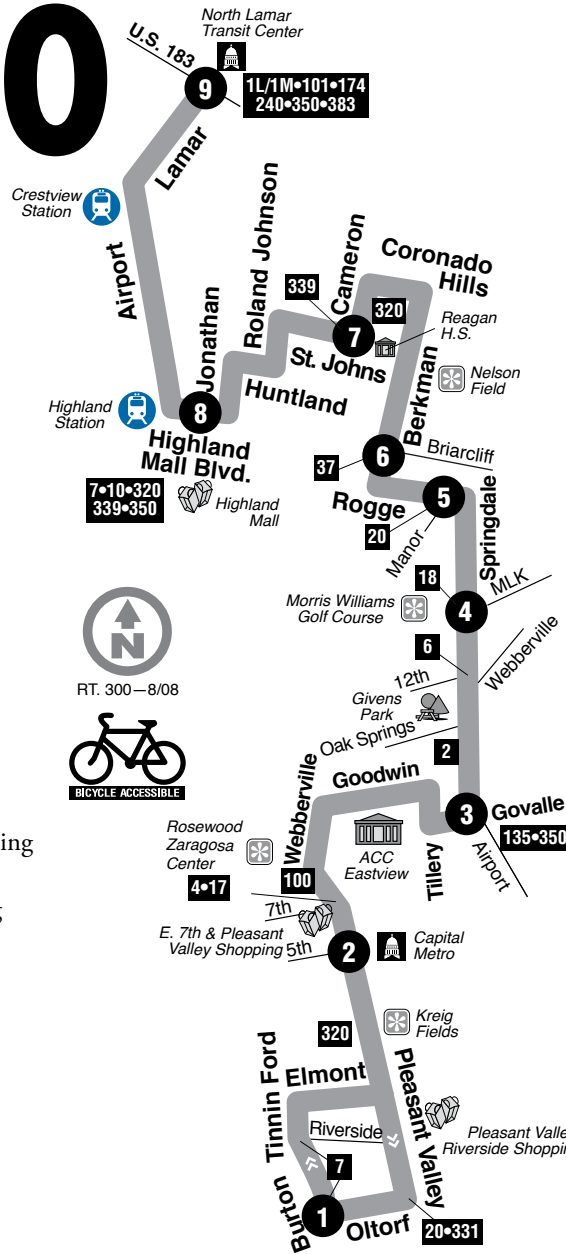 0
North Lamar
Transit Center
U.S. 183
9
1L/1M•101•174
240•350•383
Lamar
Crestview
Station
Airport
Roland Johnson
Cameron
Coronado
Hills
339
320
7
Reagan
H.S.
St. Johns
Jonathan
Huntland
Berkman
Nelson
Field
Highland
Station
8
Highland
Mall Blvd.
7•10•320
339•350
Highland
Mall
6
Briarcliff
37
Rogge
5
20
Manor
Springdale
18
MLK
Morris Williams
Golf Course
4
6
Webberville
12th
Givens
Park
Oak Springs
2
N
RT. 300—8/08
BICYCLE ACCESSIBLE
Goodwin
Webberville
3
Govalle
135•350
Airport
Tillery
ACC
Eastview
ing
Rosewood
Zaragosa
Center
4•17
100
7th
E. 7th & Pleasant
Valley Shopping
5th
2
Capital
Metro
Kreig
Fields
320
Pleasant Valley
Tinnin Ford
Elmont
Riverside
Pleasant Valle
Riverside Shoppin
7
Burton
1
Oltorf
20•331